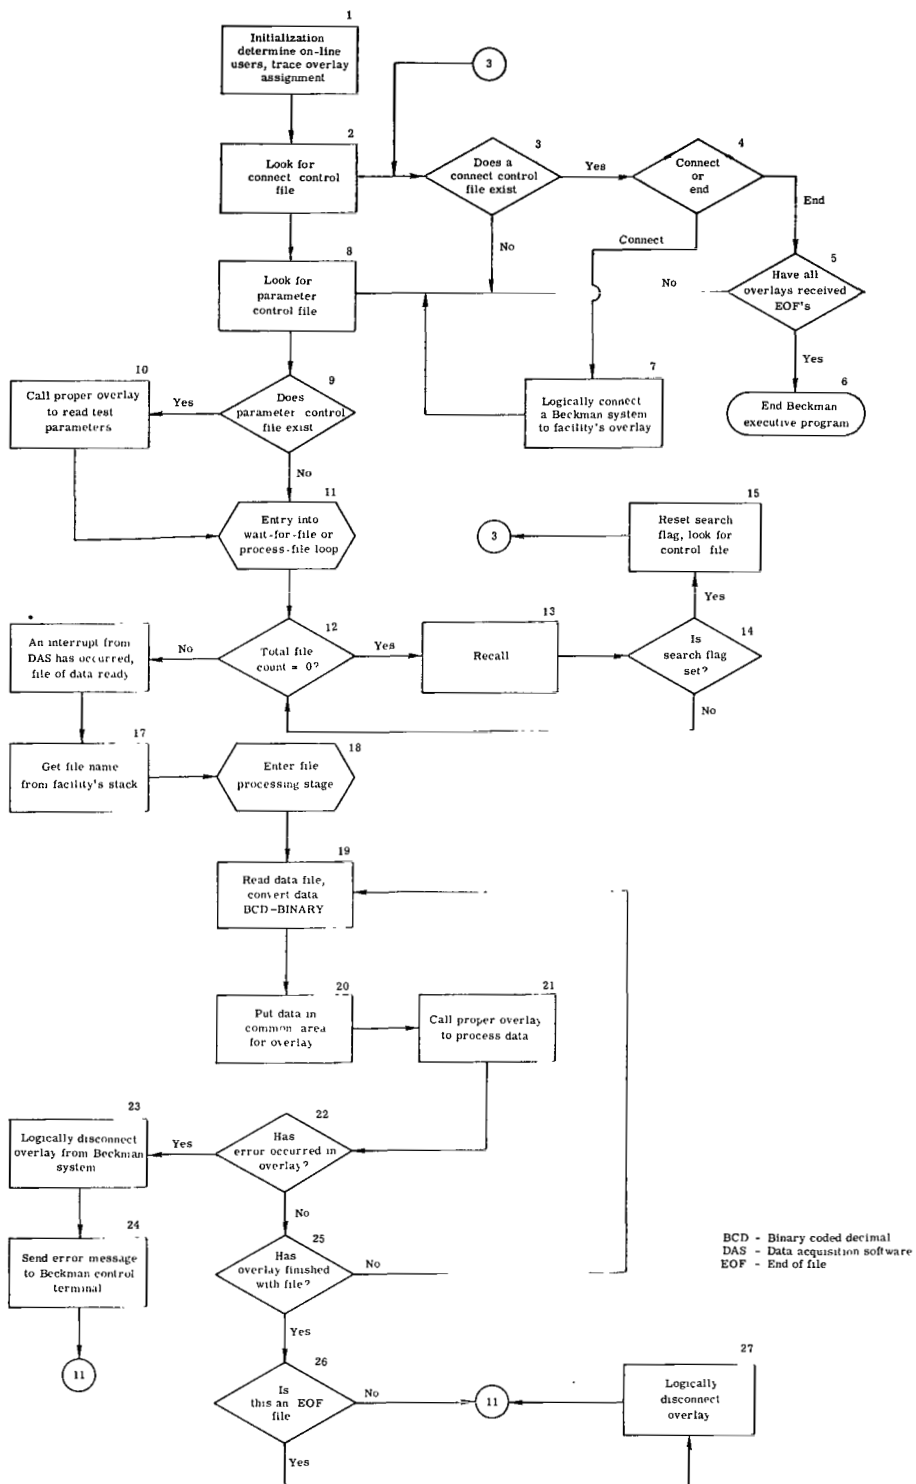 1
Initialization
determine on-line
users, trace overlay
assignment
3
2
Look for
connect control
file
3
Does a
connect control
file exist
Yes
4
Connect
or
end
End
No
Connect
8
Look for
parameter
control file
No
5
Have all
overlays received
EOF's
Yes
10
Call proper overlay
to read test
parameters
Yes
9
Does
parameter control
file exist
7
Logically connect
a Beckman system
to facility's overlay
6
End Beckman
executive program
No
11
Entry into
wait-for-file or
process-file loop
3
15
Reset search
flag, look for
control file
Yes
An interrupt from
DAS has occurred,
file of data ready
No
12
Total file
count = 0?
Yes
13
Recall
14
Is
search flag
set?
No
17
Get file name
from facility's stack
18
Enter file
processing stage
19
Read data file,
convert data
BCD-BINARY
20
Put data in
common area
for overlay
21
Call proper overlay
to process data
23
Logically disconnect
overlay from Beckman
system
Yes
22
Has
error occurred in
overlay?
No
24
Send error message
to Beckman control
terminal
25
Has
overlay finished
with file?
No
BCD - Binary coded decimal
DAS - Data acquisition software
EOF - End of file
Yes
11
26
Is
this an EOF
file
No
11
27
Logically
disconnect
overlay
Yes